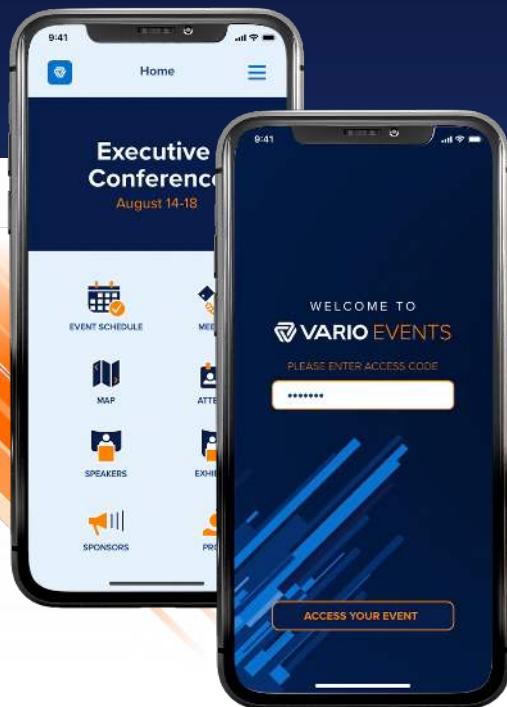 9:41
Home
Executive
Conference
August 14-18
EVENT SCHEDULE
MAP
SPEAKERS
SPONSORS
9:41
WELCOME TO
VARIO EVENTS
PLEASE ENTER ACCESS CODE
*******
ACCESS YOUR EVENT